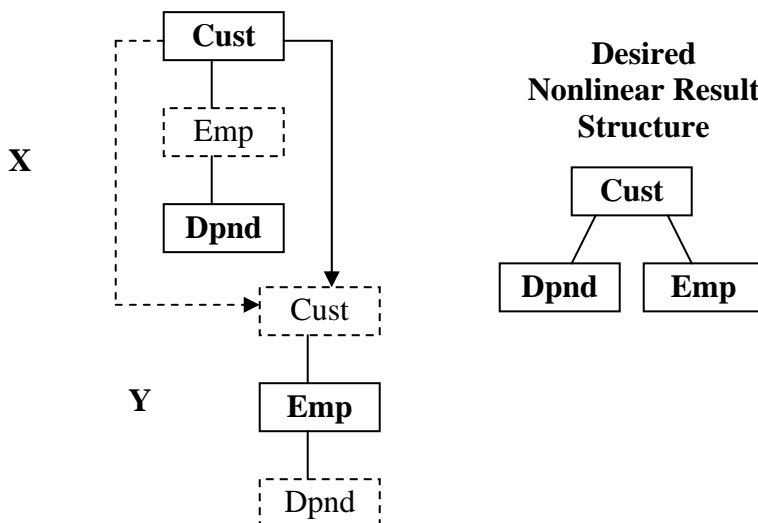 Cust
Emp
X
Dpnd
Cust
Y
Emp
Dpnd
Desired
Nonlinear Result
Structure
Cust
Dpnd Emp